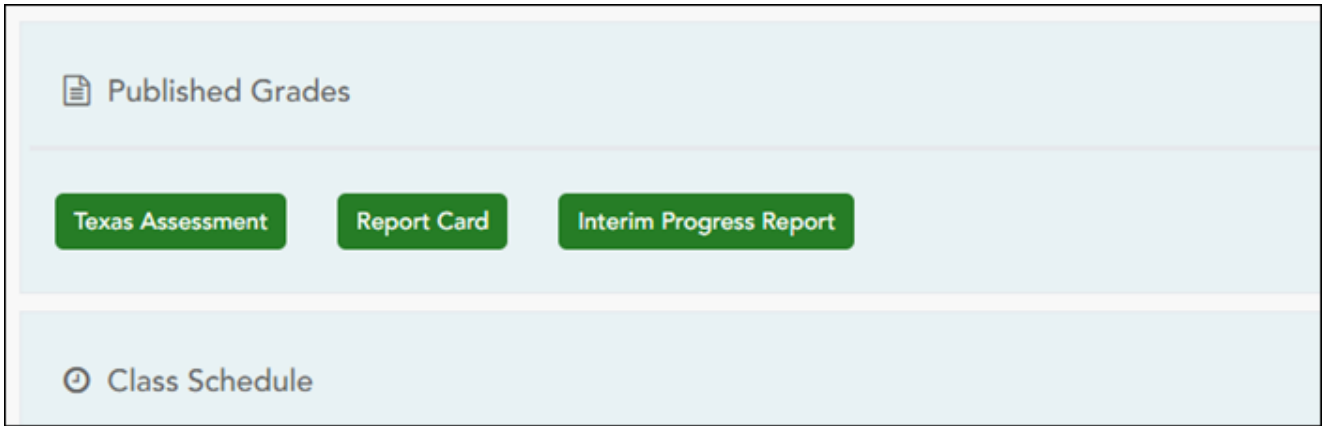 Published Grades
Texas Assessment Report Card Interim Progress Report
Class Schedule